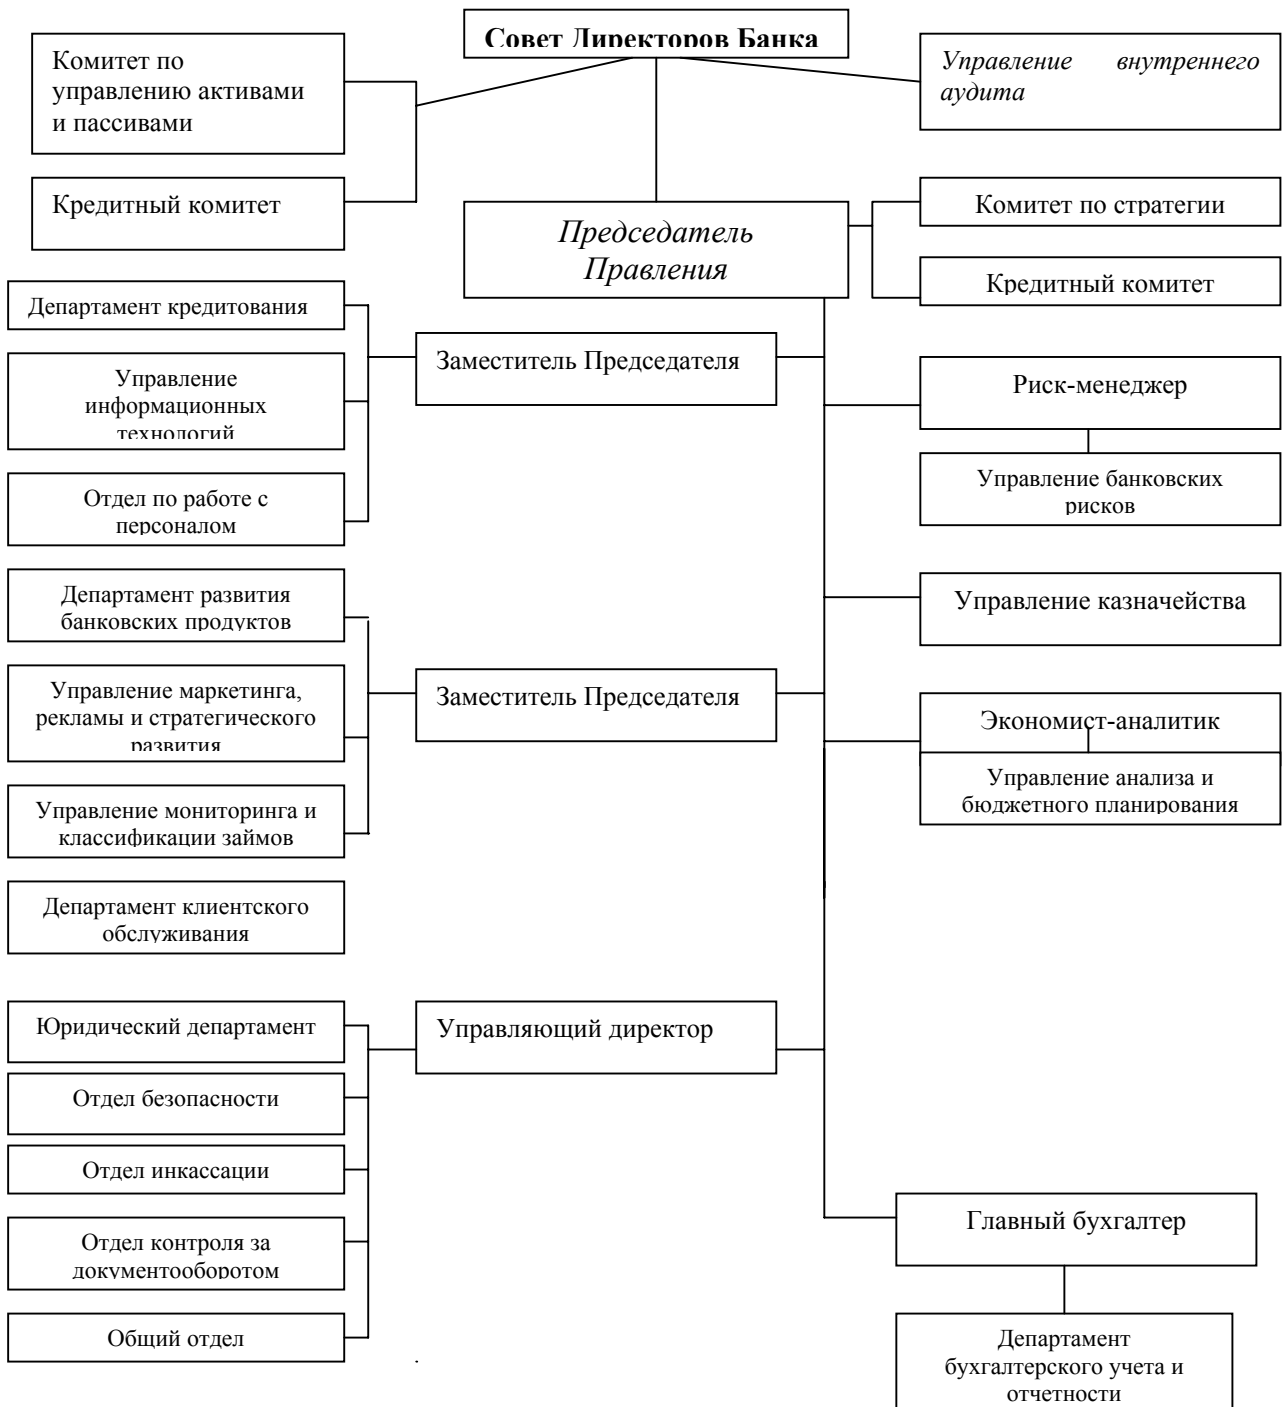 Совет Директоров Банка
Комитет по
управлению активами
и пассивами
Управление внутреннего
аудита
Кредитный комитет
Председатель
Правления
Комитет по стратегии
Кредитный комитет
Департамент кредитования
Заместитель Председателя
Управление
информационных
технологий
Риск-менеджер
Отдел по работе с
персоналом
Управление банковских
рисков
Департамент развития
банковских продуктов
Управление казначейства
Управление маркетинга,
рекламы и стратегического
развития
Заместитель Председателя
Экономист-аналитик
Управление анализа и
бюджетного планирования
Управление мониторинга и
классификации займов
Департамент клиентского
обслуживания
Юридический департамент
Управляющий директор
Отдел безопасности
Отдел инкассации
Отдел контроля за
документооборотом
Общий отдел
Главный бухгалтер
Департамент
бухгалтерского учета и
отчетности